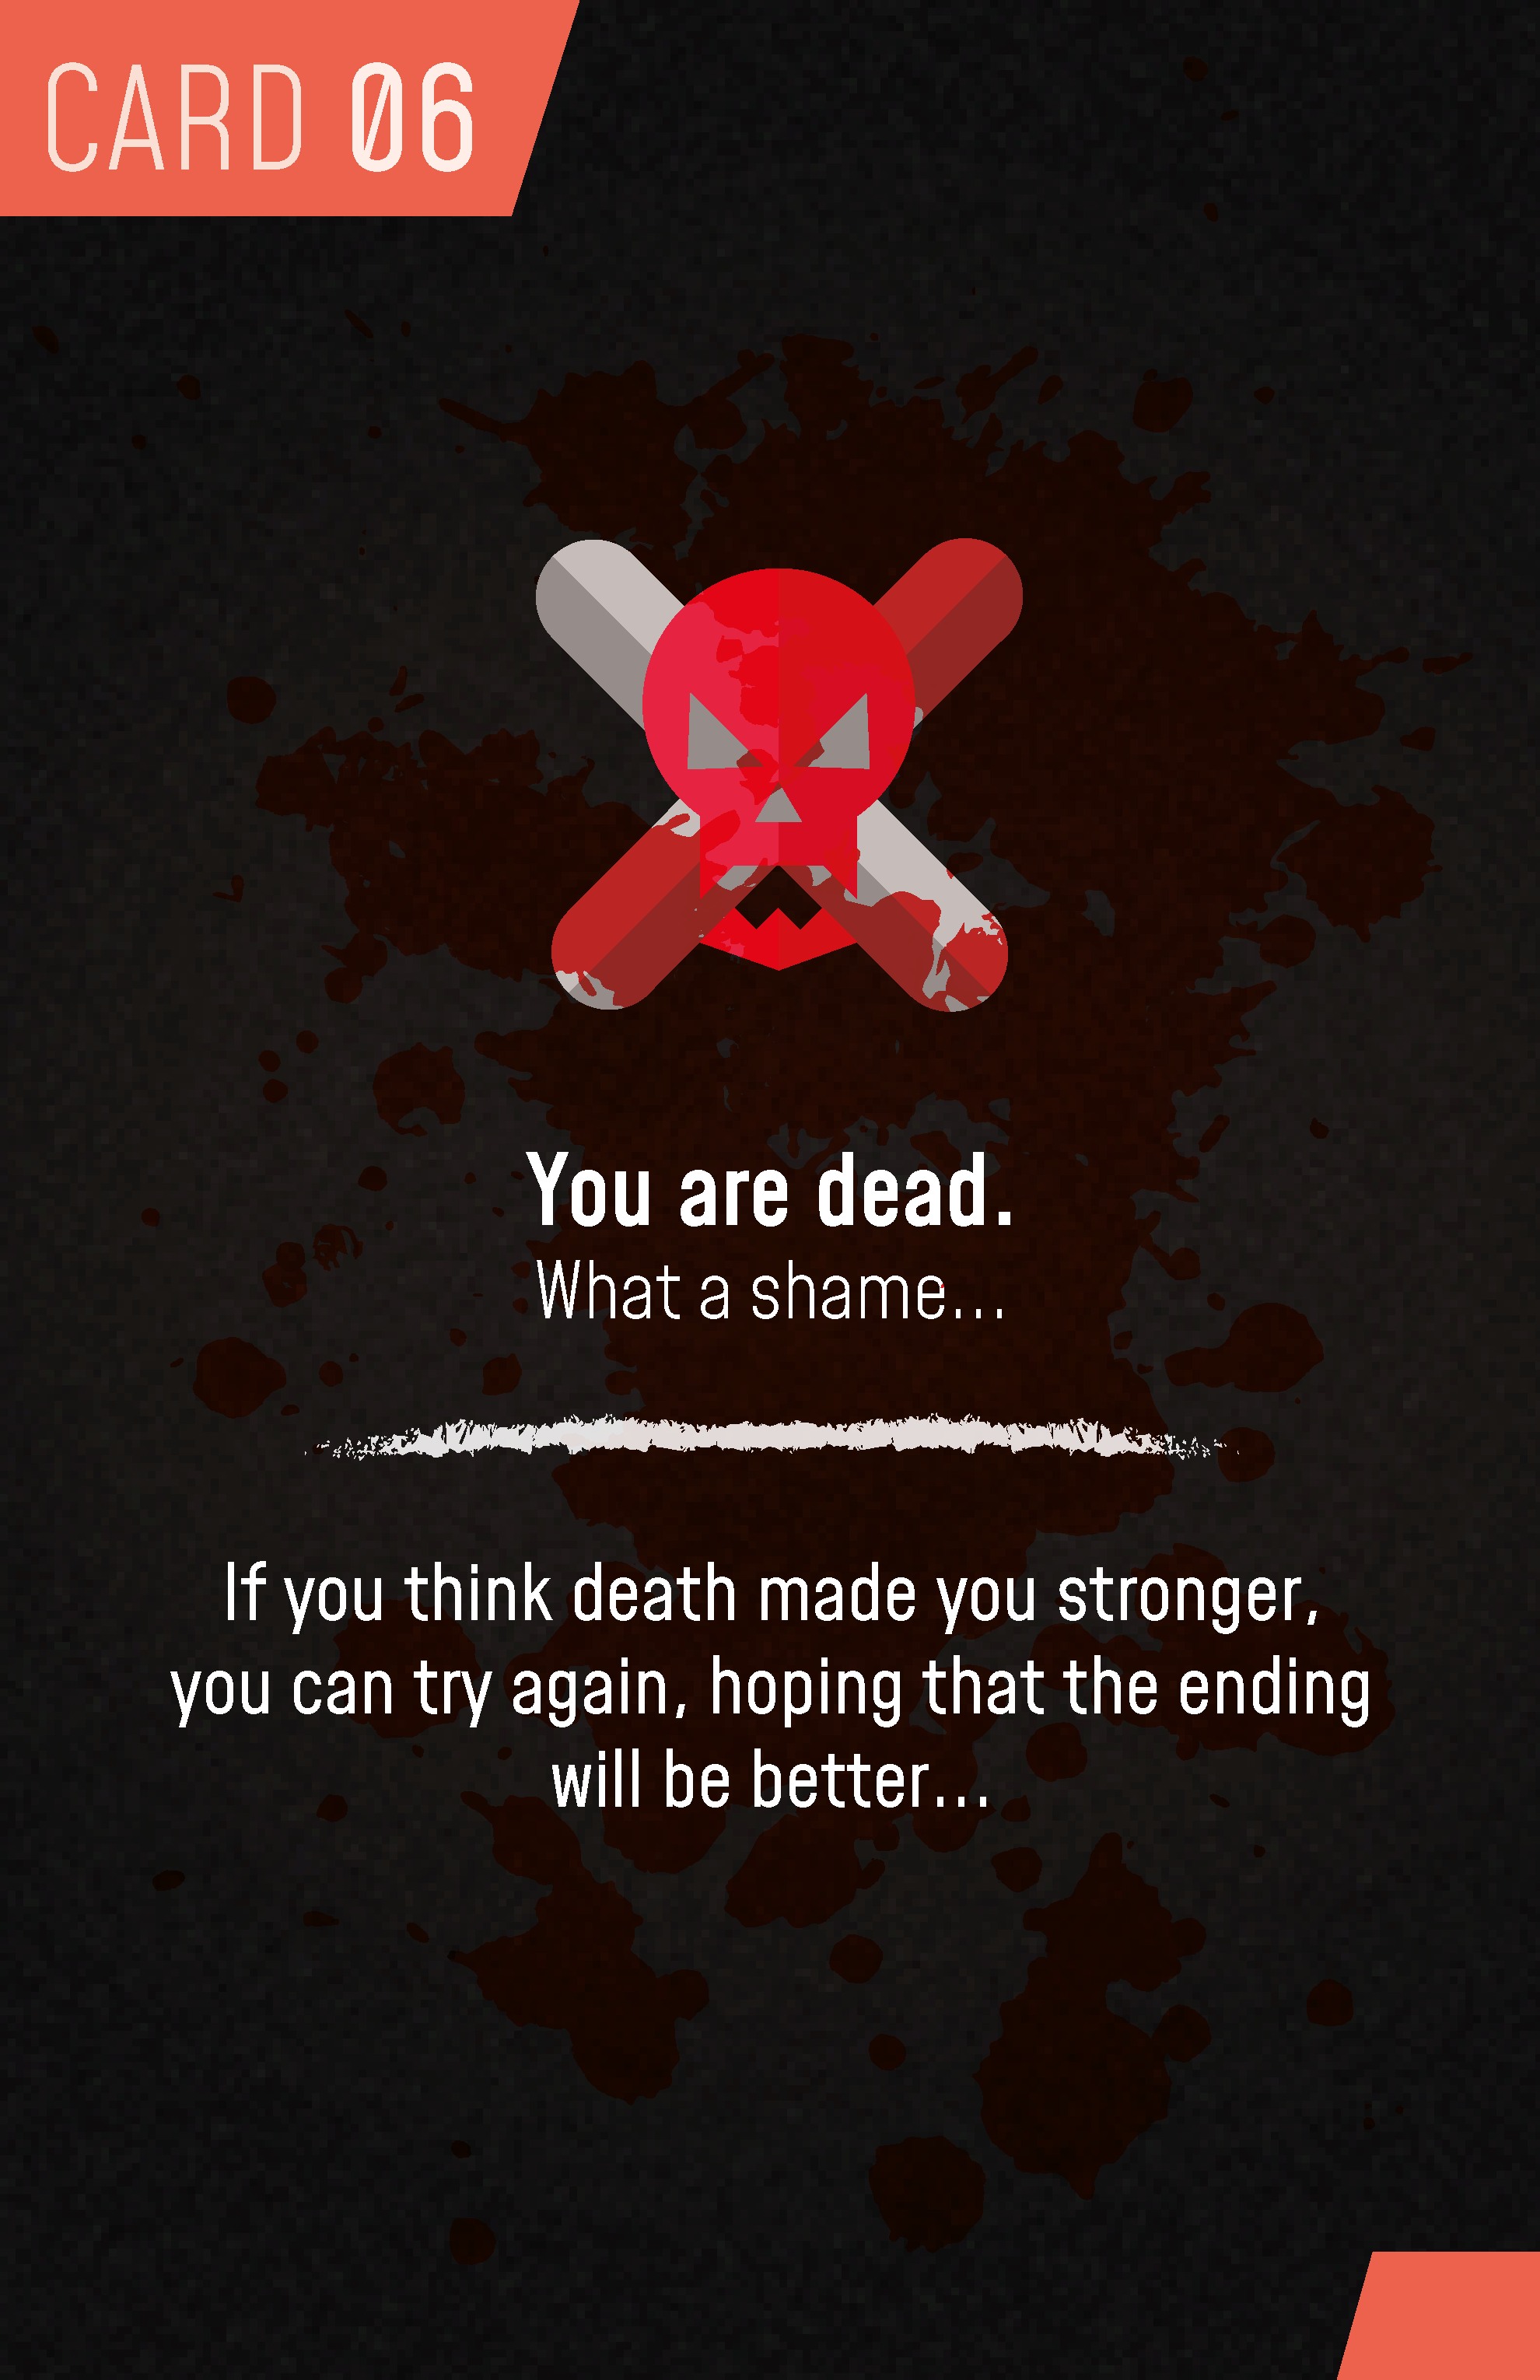 CARD 06
You are dead.
What a shame...
If you think death made you stronger,
you can try again, hoping that the ending
will be better...